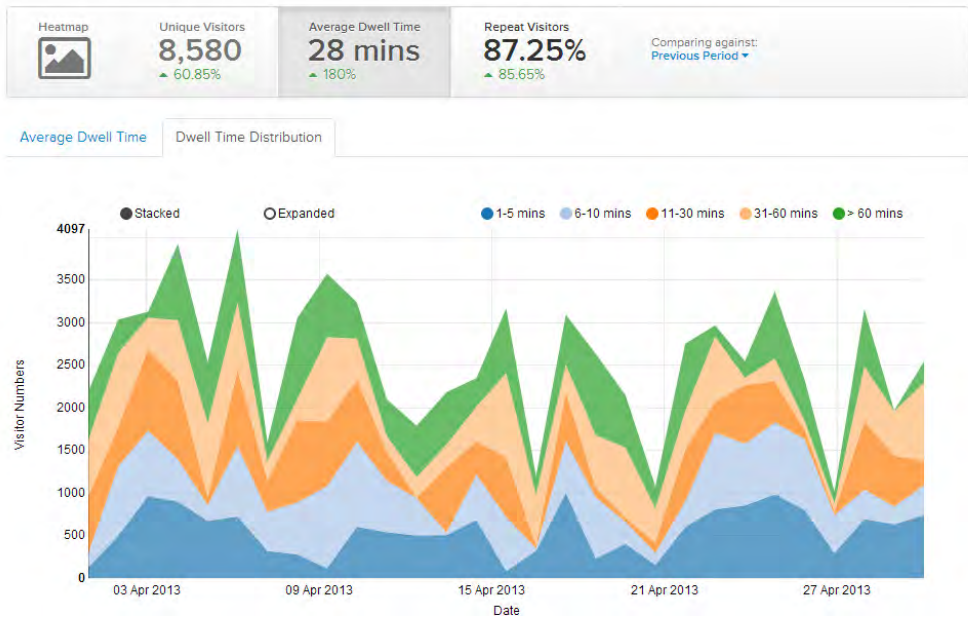 Heatmap
Unique Visitors
8,580
60.85%
Average Dwell Time
28 mins
180%
Repeat Visitors
87.25%
85.65%
Comparing against:
Previous Period
Average Dwell Time
Dwell Time Distribution
Stacked
Expanded
1-5 mins
6-10 mins
11-30 mins
31-60 mins
> 60 mins
4097
3500
3000
2500
2000
1500
1000
500
0
Visitor Numbers
03 Apr 2013
09 Apr 2013
15 Apr 2013
21 Apr 2013
27 Apr 2013
Date